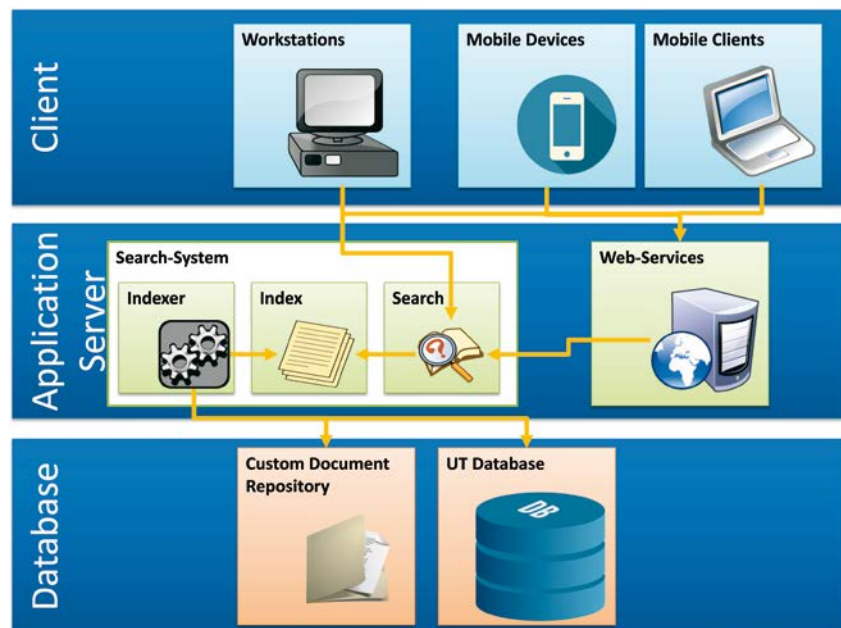 Client
Workstations
Mobile Devices
Mobile Clients
Application
Server
Search-System
Indexer
Index
Search
?
Web-Services
Database
Custom Document
Repository
UT Database
DB